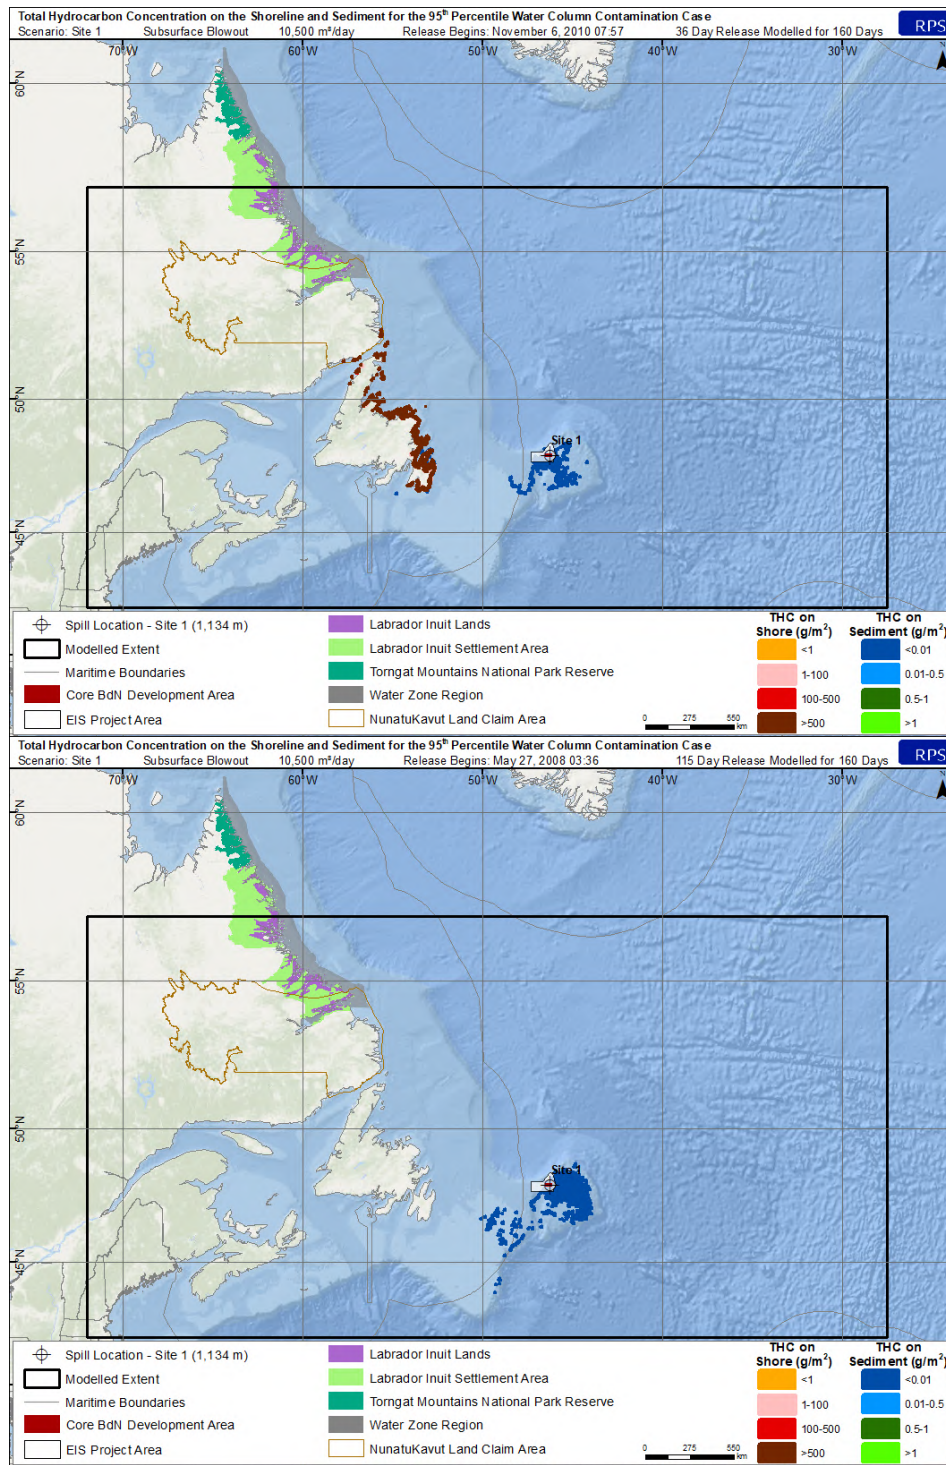 Total Hydrocarbon Concentration on the Shoreline and Sediment for the 95th Percentile Water Column Contamination Case
Scenario: Site 1 Subsurface Blowout 10,500 m³/day Release Begins: November 6, 2010 07:57 36 Day Release Modelled for 160 Days
RPS
70°W 60°W 50°W 40°W 30°W
60°N
55°N
50°N
Site 1
45°N
Spill Location - Site 1 (1,134 m)
Modelled Extent
Maritime Boundaries
Core BdN Development Area
EIS Project Area
Labrador Inuit Lands
Labrador Inuit Settlement Area
Torngat Mountains National Park Reserve
Water Zone Region
NunatuKavut Land Claim Area
0 275 550
km
THC on
Shore (g/m²)
<1
1-100
100-500
>500
THC on
Sediment (g/m²)
<0.01
0.01-0.5
0.5-1
>1
Total Hydrocarbon Concentration on the Shoreline and Sediment for the 95th Percentile Water Column Contamination Case
Scenario: Site 1 Subsurface Blowout 10,500 m³/day Release Begins: May 27, 2008 03:36 115 Day Release Modelled for 160 Days
RPS
70°W 60°W 50°W 40°W 30°W
60°N
55°N
50°N
Site 1
45°N
Spill Location - Site 1 (1,134 m)
Modelled Extent
Maritime Boundaries
Core BdN Development Area
EIS Project Area
Labrador Inuit Lands
Labrador Inuit Settlement Area
Torngat Mountains National Park Reserve
Water Zone Region
NunatuKavut Land Claim Area
0 275 550
km
THC on
Shore (g/m²)
<1
1-100
100-500
>500
THC on
Sediment (g/m²)
<0.01
0.01-0.5
0.5-1
>1